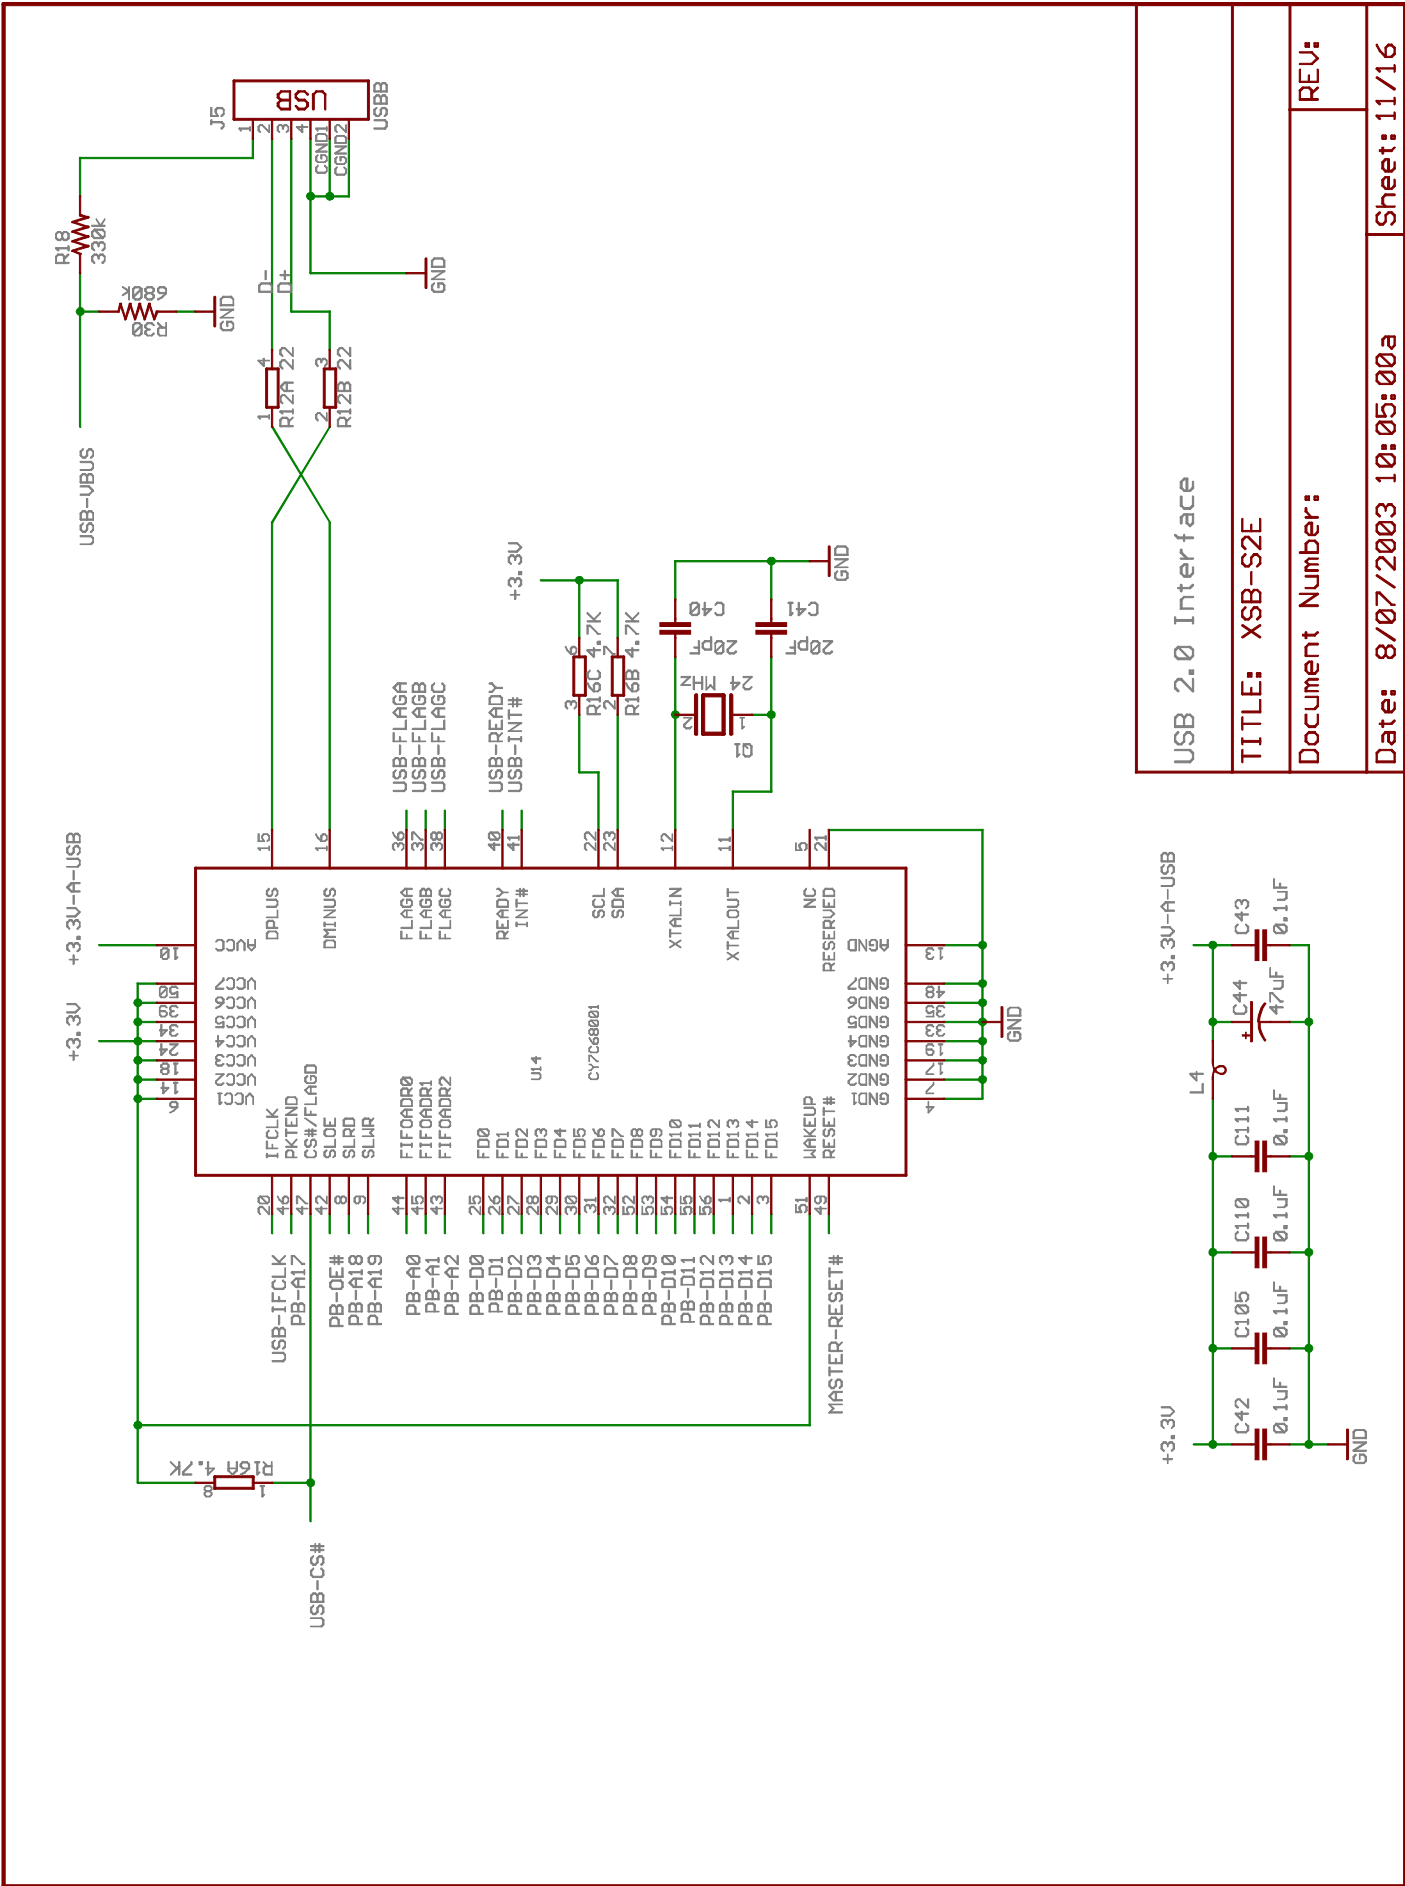 USB-CS#
R16A 4.7K
8
1
+3.3V
+3.3V-A-USB
USB-IFCLK
PB-A17
PB-OE#
PB-A18
PB-A19
PB-A0
PB-A1
PB-A2
PB-D0
PB-D1
PB-D2
PB-D3
PB-D4
PB-D5
PB-D6
PB-D7
PB-D8
PB-D9
PB-D10
PB-D11
PB-D12
PB-D13
PB-D14
PB-D15
MASTER-RESET#
20 IFCLK
46 PKTEND
47 CS#/FLAGD
42 SLOE
8 SLRD
9 SLWR
44 FIFOADR0
45 FIFOADR1
43 FIFOADR2
25 FD0
26 FD1
27 FD2
28 FD3
29 FD4
30 FD5
31 FD6
32 FD7
52 FD8
53 FD9
54 FD10
55 FD11
56 FD12
1 FD13
2 FD14
3 FD15
51 WAKEUP
49 RESET#
6 VCC1
14 VCC2
18 VCC3
24 VCC4
34 VCC5
39 VCC6
50 VCC7
10 AVCC
U14
CY7C68001
GND1 4
GND2 7
GND3 17
GND4 19
GND5 33
GND6 35
GND7 48
AGND 13
GND
DPLUS 15
DMINUS 16
FLAGA 36
FLAGB 37
FLAGC 38
READY 40
INT# 41
SCL 22
SDA 23
XTALIN 12
XTALOUT 11
NC 5
RESERVED 21
USB-FLAGA
USB-FLAGB
USB-FLAGC
USB-READY
USB-INT#
3 6
R16C 4.7K
2 7
R16B 4.7K
+3.3V
Q1
24 MHz
2
1
C40
20pF
C41
20pF
GND
USB-VBUS
R30
680k
GND
R18
330k
1 4
R12A 22
2 3
R12B 22
D-
D+
GND
J5
1
2
3
4
CGND1
CGND2
USB
USBB
+3.3V
C42
0.1uF
C105
0.1uF
C110
0.1uF
C111
0.1uF
L4
C44
+
47uF
C43
0.1uF
+3.3V-A-USB
GND
USB 2.0 Interface
TITLE: XSB-S2E
Document Number:
REV:
Date: 8/07/2003 10:05:00a
Sheet: 11/16